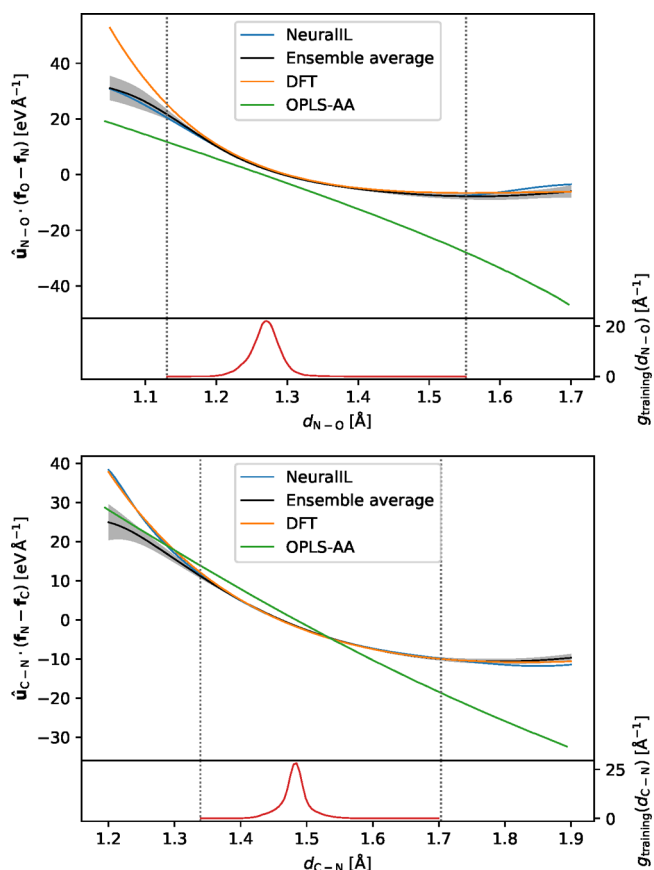 NeuralIL
Ensemble average
DFT
OPLS-AA
û_N−O · (f_O − f_N) [eV Å⁻¹]
40
20
0
−20
−40
20
0
g_training(d_N−O) [Å⁻¹]
1.1 1.2 1.3 1.4 1.5 1.6 1.7
d_N−O [Å]
NeuralIL
Ensemble average
DFT
OPLS-AA
û_C−N · (f_N − f_C) [eV Å⁻¹]
40
30
20
10
0
−10
−20
−30
25
0
g_training(d_C−N) [Å⁻¹]
1.2 1.3 1.4 1.5 1.6 1.7 1.8 1.9
d_C−N [Å]